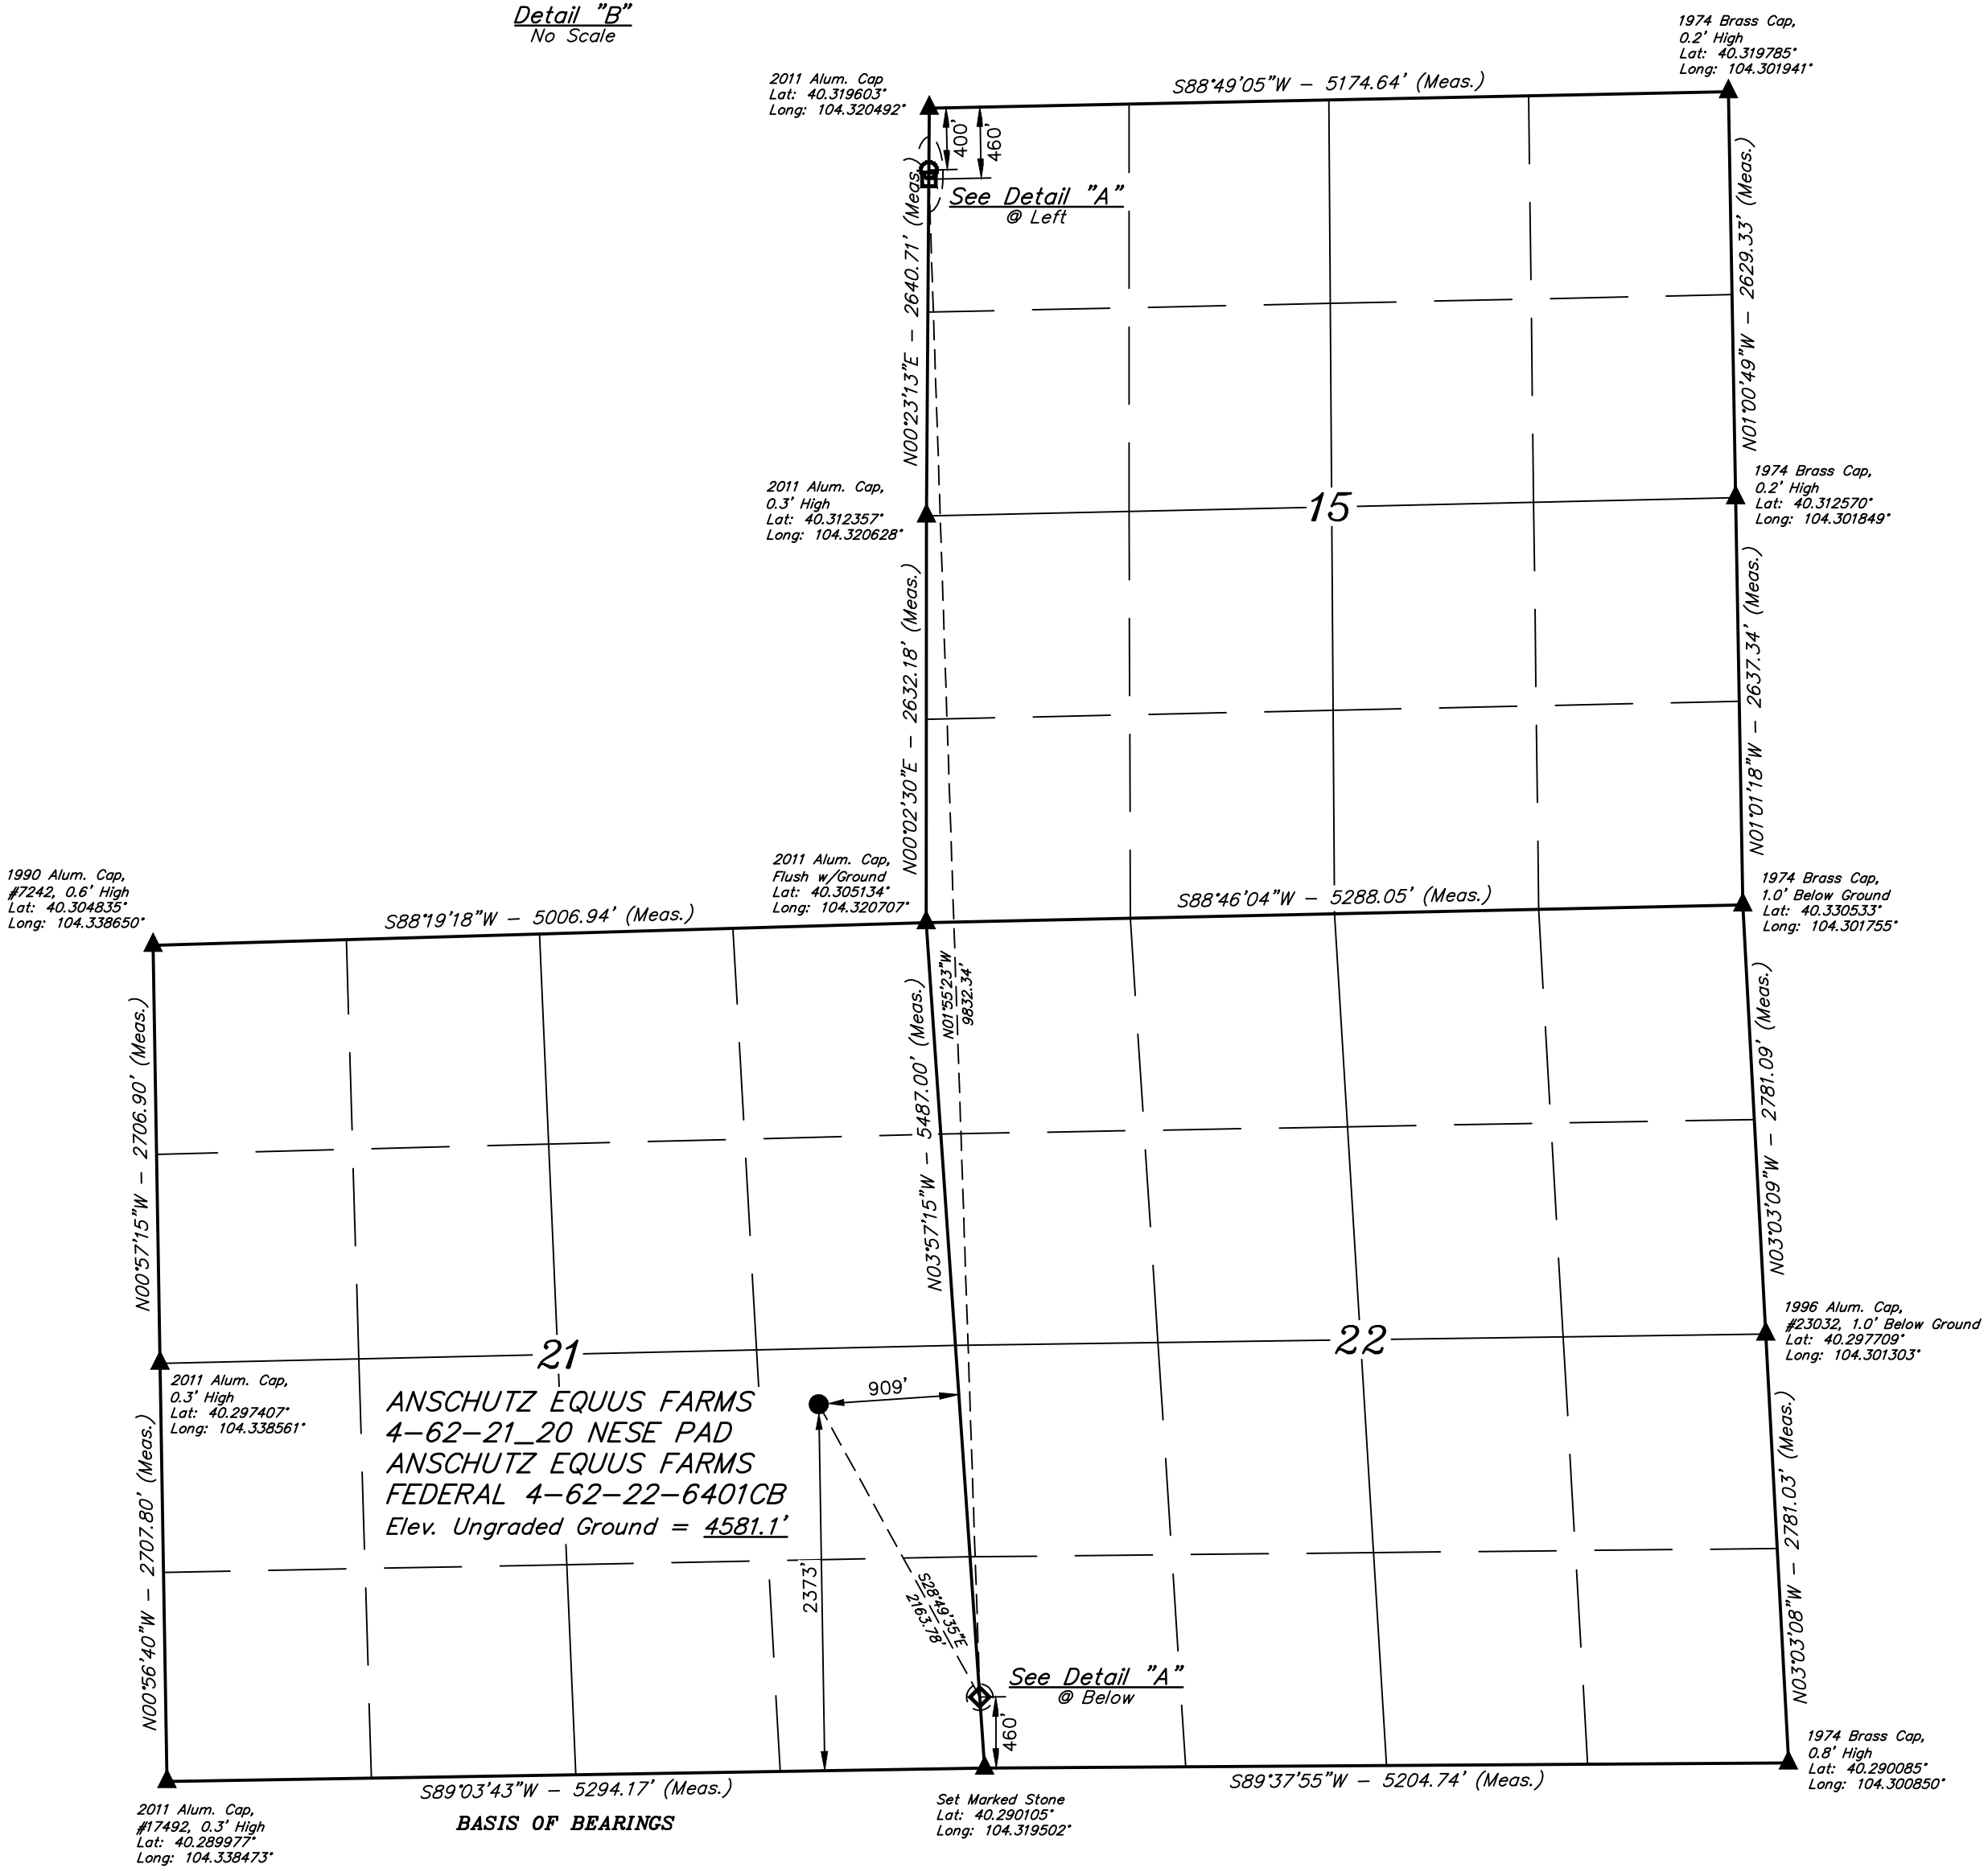 Detail "B"
No Scale
1974 Brass Cap,
0.2' High
Lat: 40.319785°
Long: 104.301941°
2011 Alum. Cap
Lat: 40.319603°
Long: 104.320492°
S88°49'05"W - 5174.64' (Meas.)
400'
460'
See Detail "A"
@ Left
N00°23'13"E - 2640.71' (Meas.)
N01°00'49"W - 2629.33' (Meas.)
2011 Alum. Cap,
0.3' High
Lat: 40.312357°
Long: 104.320628°
15
1974 Brass Cap,
0.2' High
Lat: 40.312570°
Long: 104.301849°
N00°02'30"E - 2632.18' (Meas.)
N01°01'18"W - 2637.34' (Meas.)
1990 Alum. Cap,
#7242, 0.6' High
Lat: 40.304835°
Long: 104.338650°
S88°19'18"W - 5006.94' (Meas.)
2011 Alum. Cap,
Flush w/Ground
Lat: 40.305134°
Long: 104.320707°
S88°46'04"W - 5288.05' (Meas.)
1974 Brass Cap,
1.0' Below Ground
Lat: 40.330533°
Long: 104.301755°
N01°55'23"W
9832.34'
N00°57'15"W - 2706.90' (Meas.)
N03°57'15"W - 5487.00' (Meas.)
N03°03'09"W - 2781.09' (Meas.)
21
22
1996 Alum. Cap,
#23032, 1.0' Below Ground
Lat: 40.297709°
Long: 104.301303°
2011 Alum. Cap,
0.3' High
Lat: 40.297407°
Long: 104.338561°
ANSCHUTZ EQUUS FARMS
4-62-21_20 NESE PAD
ANSCHUTZ EQUUS FARMS
FEDERAL 4-62-22-6401CB
Elev. Ungraded Ground = 4581.1'
909'
2373'
S28°49'35"E
2163.78'
N00°56'40"W - 2707.80' (Meas.)
N03°03'08"W - 2781.03' (Meas.)
See Detail "A"
@ Below
460'
S89°03'43"W - 5294.17' (Meas.)
BASIS OF BEARINGS
S89°37'55"W - 5204.74' (Meas.)
1974 Brass Cap,
0.8' High
Lat: 40.290085°
Long: 104.300850°
2011 Alum. Cap,
#17492, 0.3' High
Lat: 40.289977°
Long: 104.338473°
Set Marked Stone
Lat: 40.290105°
Long: 104.319502°